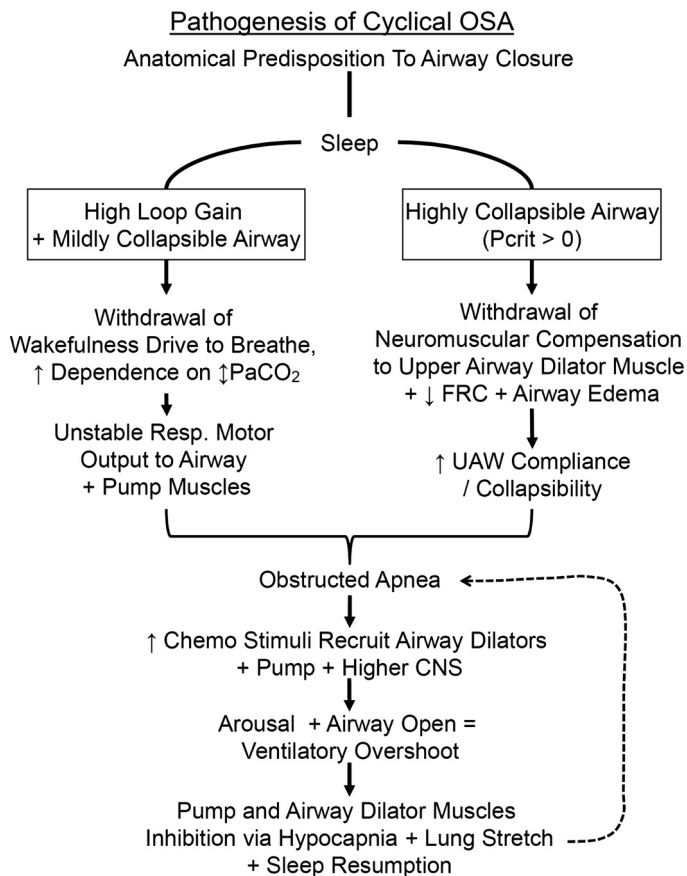 Pathogenesis of Cyclical OSA
Anatomical Predisposition To Airway Closure
Sleep
High Loop Gain
+ Mildly Collapsible Airway
Withdrawal of
Wakefulness Drive to Breathe,
↑ Dependence on ↕PaCO₂
Unstable Resp. Motor
Output to Airway
+ Pump Muscles
Highly Collapsible Airway
(Pcrit > 0)
Withdrawal of
Neuromuscular Compensation
to Upper Airway Dilator Muscle
+ ↓ FRC + Airway Edema
↑ UAW Compliance
/ Collapsibility
Obstructed Apnea
↑ Chemo Stimuli Recruit Airway Dilators
+ Pump + Higher CNS
Arousal + Airway Open =
Ventilatory Overshoot
Pump and Airway Dilator Muscles
Inhibition via Hypocapnia + Lung Stretch
+ Sleep Resumption